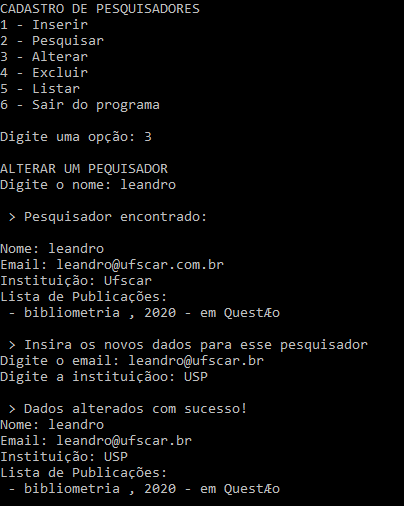 CADASTRO DE PESQUISADORES
1 - Inserir
2 - Pesquisar
3 - Alterar
4 - Excluir
5 - Listar
6 - Sair do programa
Digite uma opção: 3
ALTERAR UM PEQUISADOR
Digite o nome: leandro
> Pesquisador encontrado:
Nome: leandro
Email: leandro@ufscar.com.br
Instituição: Ufscar
Lista de Publicações:
- bibliometria , 2020 - em QuestÆo
> Insira os novos dados para esse pesquisador
Digite o email: leandro@ufscar.br
Digite a instituiçãoo: USP
> Dados alterados com sucesso!
Nome: leandro
Email: leandro@ufscar.br
Instituição: USP
Lista de Publicações:
- bibliometria , 2020 - em QuestÆo